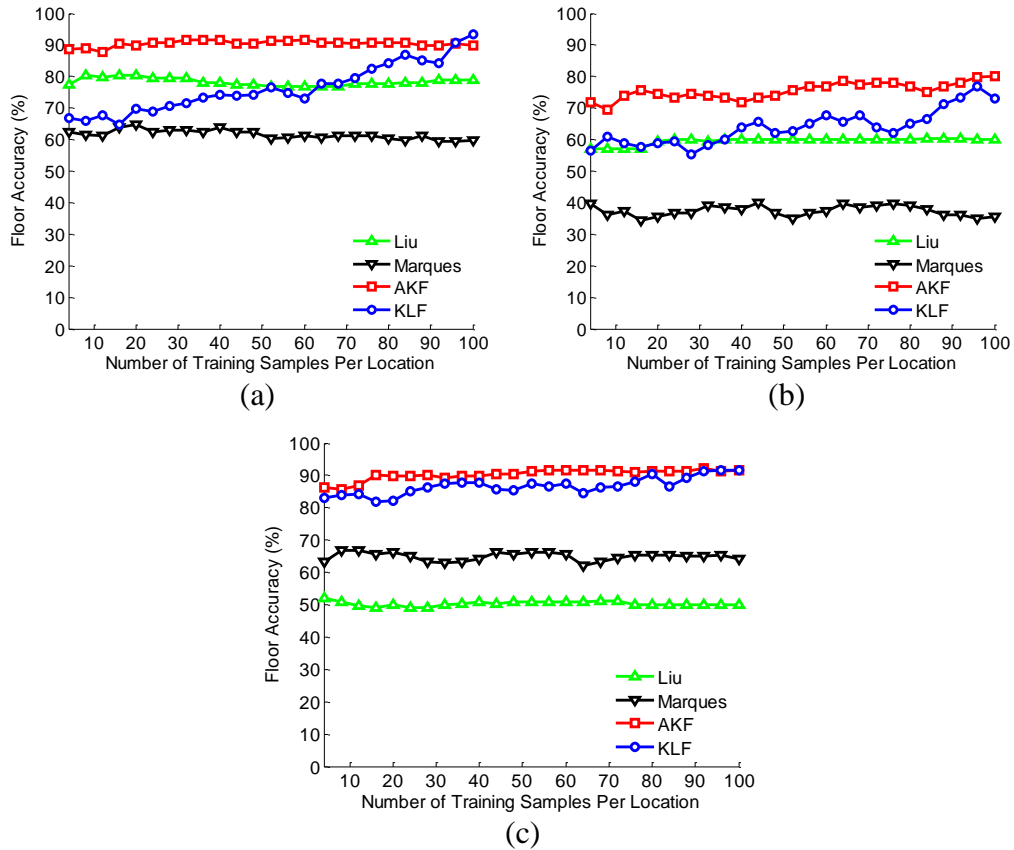 100
90
80
70
60
50
40
30
20
10
0
Floor Accuracy (%)
Liu
Marques
AKF
KLF
10 20 30 40 50 60 70 80 90 100
Number of Training Samples Per Location
(a)
100
90
80
70
60
50
40
30
20
10
0
Floor Accuracy (%)
Liu
Marques
AKF
KLF
10 20 30 40 50 60 70 80 90 100
Number of Training Samples Per Location
(b)
100
90
80
70
60
50
40
30
20
10
0
Floor Accuracy (%)
Liu
Marques
AKF
KLF
10 20 30 40 50 60 70 80 90 100
Number of Training Samples Per Location
(c)